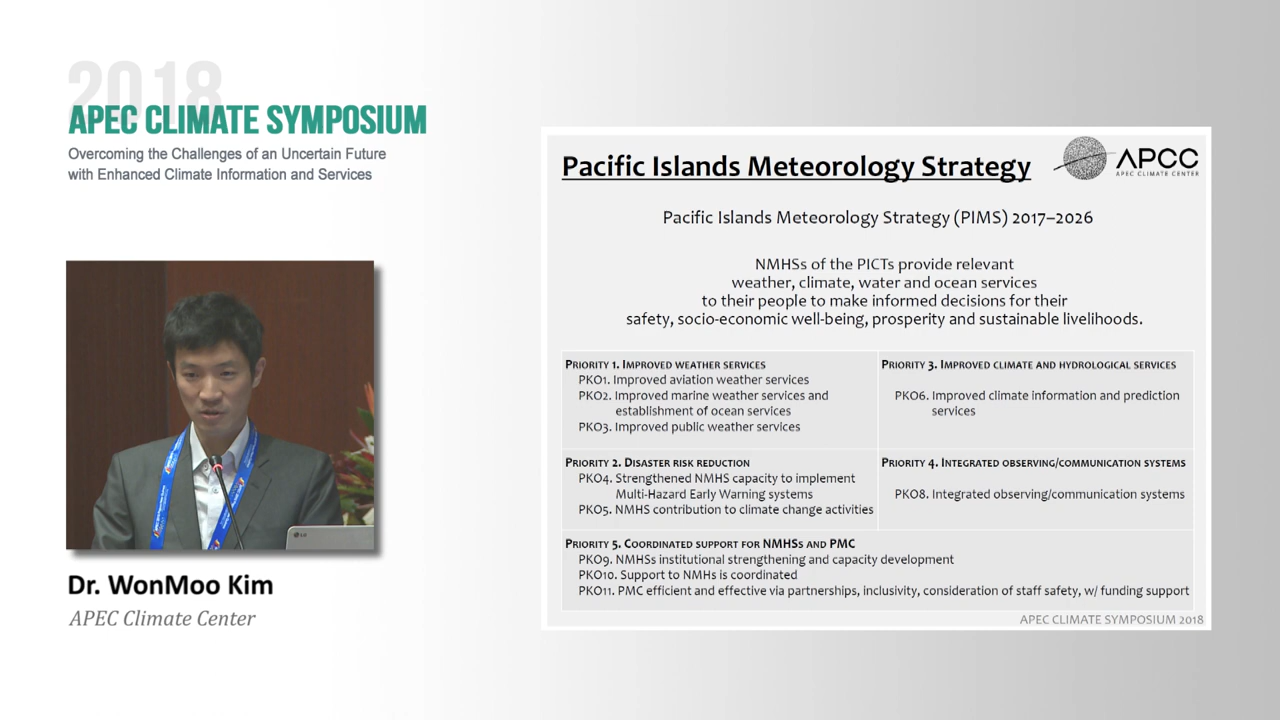 2018
APEC CLIMATE SYMPOSIUM
Overcoming the Challenges of an Uncertain Future
with Enhanced Climate Information and Services
LG
Dr. WonMoo Kim
APEC Climate Center
Pacific Islands Meteorology Strategy
APCC
APEC CLIMATE CENTER
Pacific Islands Meteorology Strategy (PIMS) 2017–2026
NMHSs of the PICTs provide relevant
weather, climate, water and ocean services
to their people to make informed decisions for their
safety, socio-economic well-being, prosperity and sustainable livelihoods.
PRIORITY 1. IMPROVED WEATHER SERVICES
PKO1. Improved aviation weather services
PKO2. Improved marine weather services and
establishment of ocean services
PKO3. Improved public weather services
PRIORITY 3. IMPROVED CLIMATE AND HYDROLOGICAL SERVICES
PKO6. Improved climate information and prediction
services
PRIORITY 2. DISASTER RISK REDUCTION
PKO4. Strengthened NMHS capacity to implement
Multi-Hazard Early Warning systems
PKO5. NMHS contribution to climate change activities
PRIORITY 4. INTEGRATED OBSERVING/COMMUNICATION SYSTEMS
PKO8. Integrated observing/communication systems
PRIORITY 5. COORDINATED SUPPORT FOR NMHSS AND PMC
PKO9. NMHSs institutional strengthening and capacity development
PKO10. Support to NMHs is coordinated
PKO11. PMC efficient and effective via partnerships, inclusivity, consideration of staff safety, w/ funding support
APEC CLIMATE SYMPOSIUM 2018